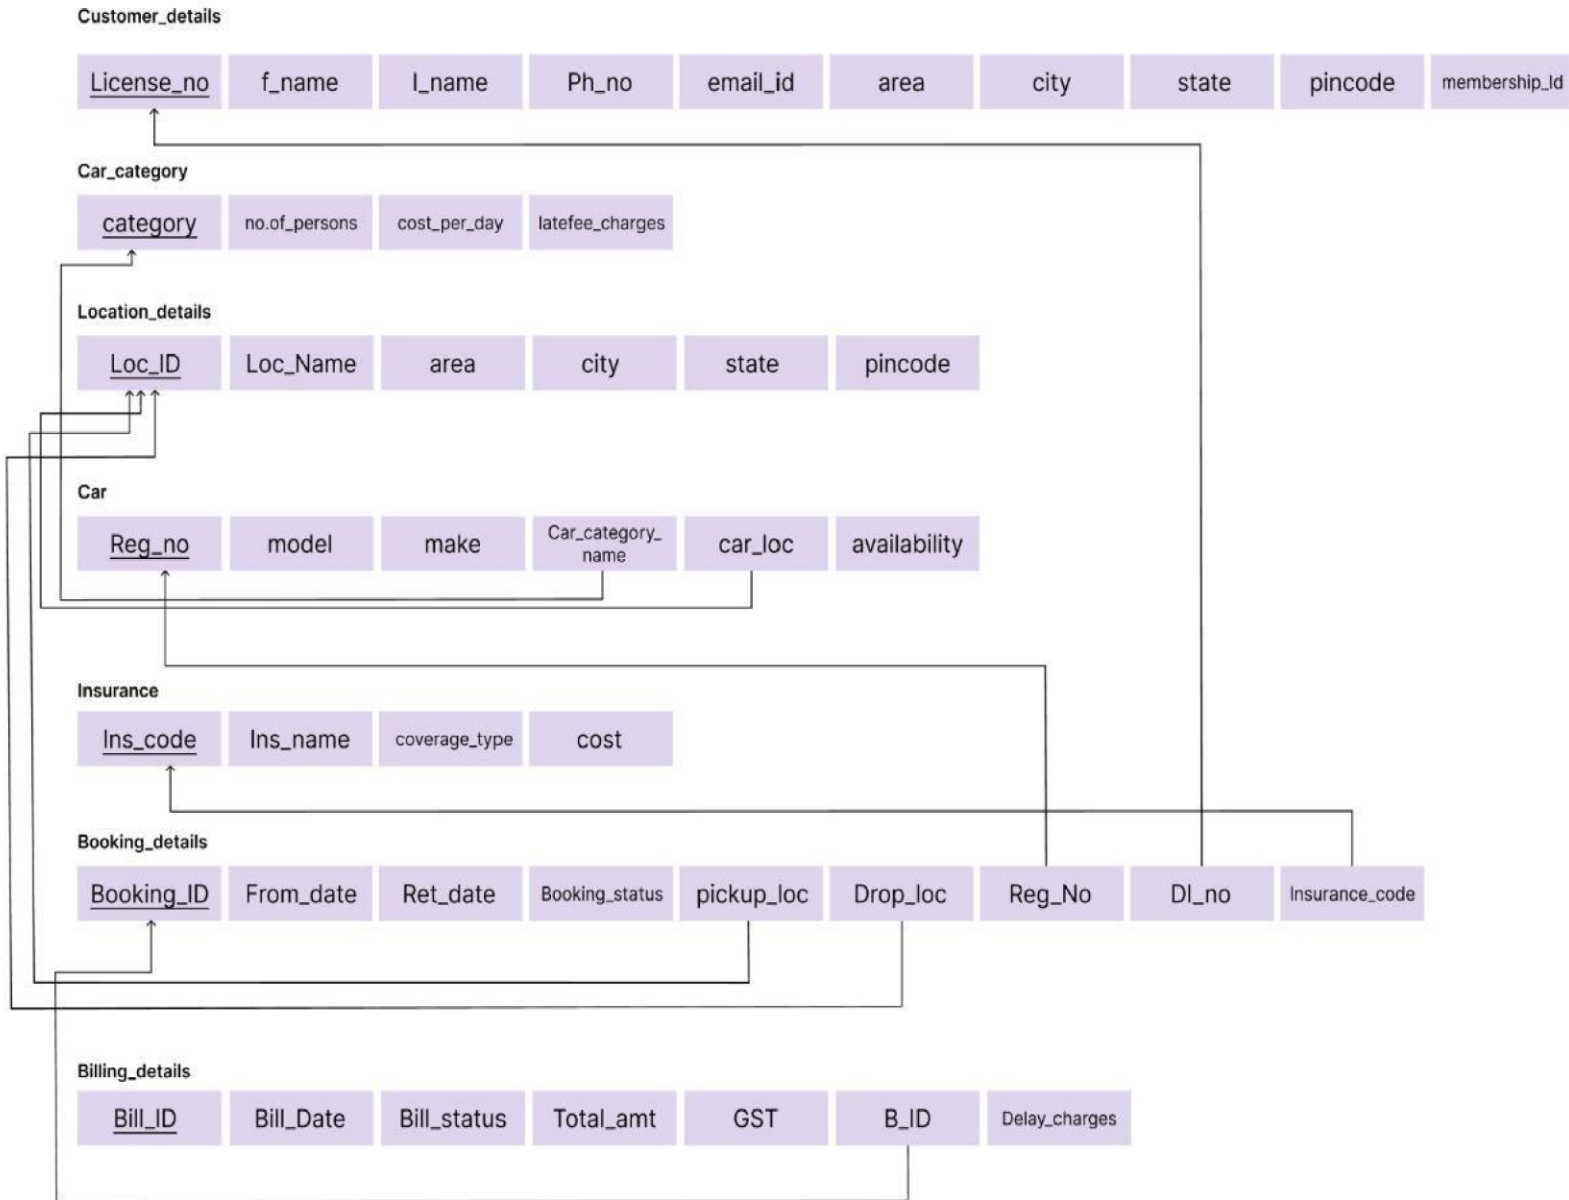 Customer_details
License_no f_name l_name Ph_no email_id area city state pincode membership_Id
Car_category
category no.of_persons cost_per_day latefee_charges
Location_details
Loc_ID Loc_Name area city state pincode
Car
Reg_no model make Car_category_ name car_loc availability
Insurance
Ins_code Ins_name coverage_type cost
Booking_details
Booking_ID From_date Ret_date Booking_status pickup_loc Drop_loc Reg_No Dl_no Insurance_code
Billing_details
Bill_ID Bill_Date Bill_status Total_amt GST B_ID Delay_charges